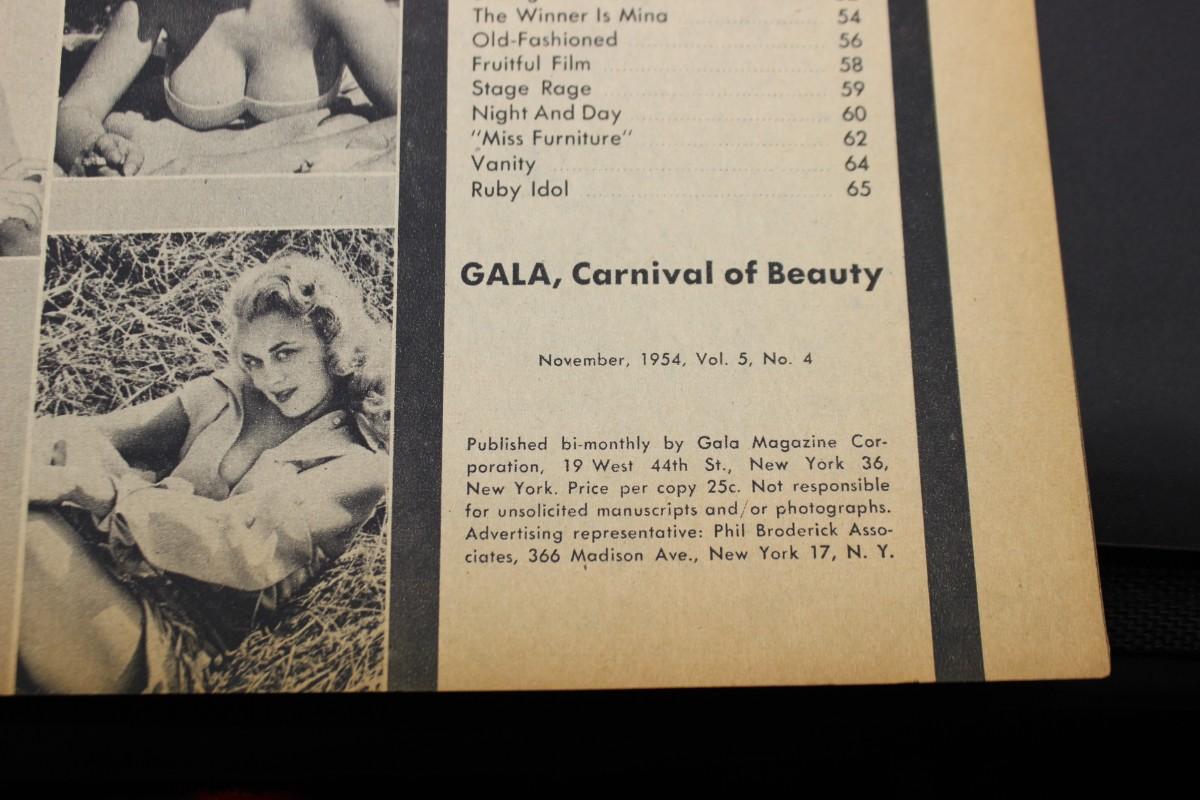 The Winner Is Mina 54
Old-Fashioned 56
Fruitful Film 58
Stage Rage 59
Night And Day 60
"Miss Furniture" 62
Vanity 64
Ruby Idol 65
GALA, Carnival of Beauty
November, 1954, Vol. 5, No. 4
Published bi-monthly by Gala Magazine Cor-
poration, 19 West 44th St., New York 36,
New York. Price per copy 25c. Not responsible
for unsolicited manuscripts and/or photographs.
Advertising representative: Phil Broderick Asso-
ciates, 366 Madison Ave., New York 17, N. Y.